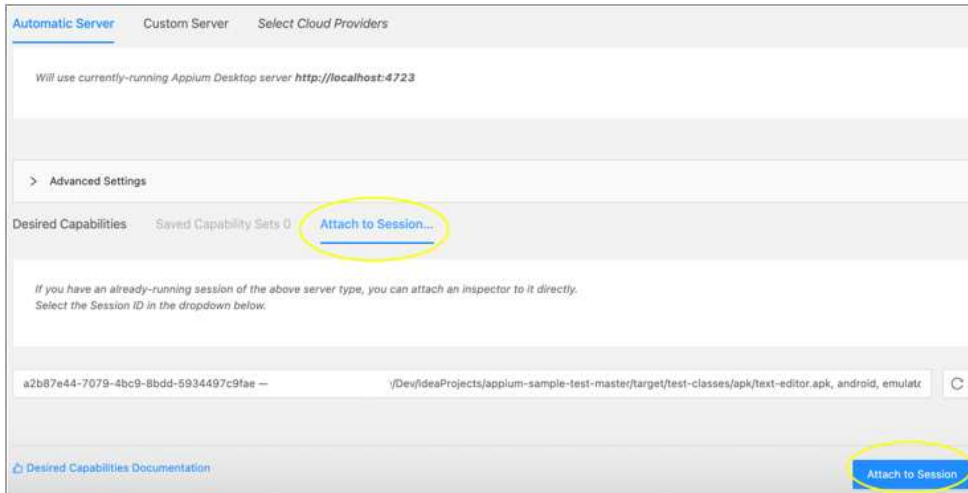 Automatic Server Custom Server Select Cloud Providers
Will use currently-running Appium Desktop server http://localhost:4723
> Advanced Settings
Desired Capabilities Saved Capability Sets 0 Attach to Session...
If you have an already-running session of the above server type, you can attach an inspector to it directly.
Select the Session ID in the dropdown below.
a2b87e44-7079-4bc9-8bdd-5934497c9fae — /Dev/IdeaProjects/appium-sample-test-master/target/test-classes/apk/text-editor.apk, android, emulato
Desired Capabilities Documentation
Attach to Session